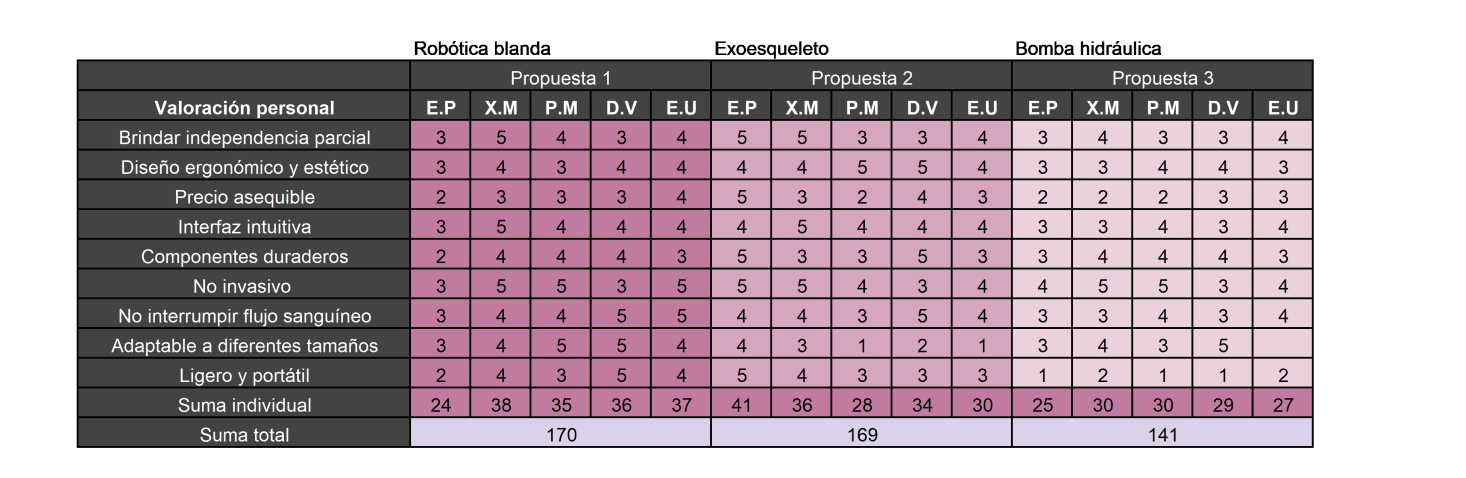 Robótica blanda Exoesqueleto Bomba hidráulica
Propuesta 1 Propuesta 2 Propuesta 3
Valoración personal E.P X.M P.M D.V E.U E.P X.M P.M D.V E.U E.P X.M P.M D.V E.U
Brindar independencia parcial 3 5 4 3 4 5 5 3 3 4 3 4 3 3 4
Diseño ergonómico y estético 3 4 3 4 4 4 4 5 5 4 3 3 4 4 3
Precio asequible 2 3 3 3 4 5 3 2 4 3 2 2 2 3 3
Interfaz intuitiva 3 5 4 4 4 4 5 4 4 4 3 3 4 3 4
Componentes duraderos 2 4 4 4 3 5 3 3 5 3 3 4 4 4 3
No invasivo 3 5 5 3 5 5 5 4 3 4 4 5 5 3 4
No interrumpir flujo sanguíneo 3 4 4 5 5 4 4 3 5 4 3 3 4 3 4
Adaptable a diferentes tamaños 3 4 5 5 4 4 3 1 2 1 3 4 3 5
Ligero y portátil 2 4 3 5 4 5 4 3 3 3 1 2 1 1 2
Suma individual 24 38 35 36 37 41 36 28 34 30 25 30 30 29 27
Suma total 170 169 141